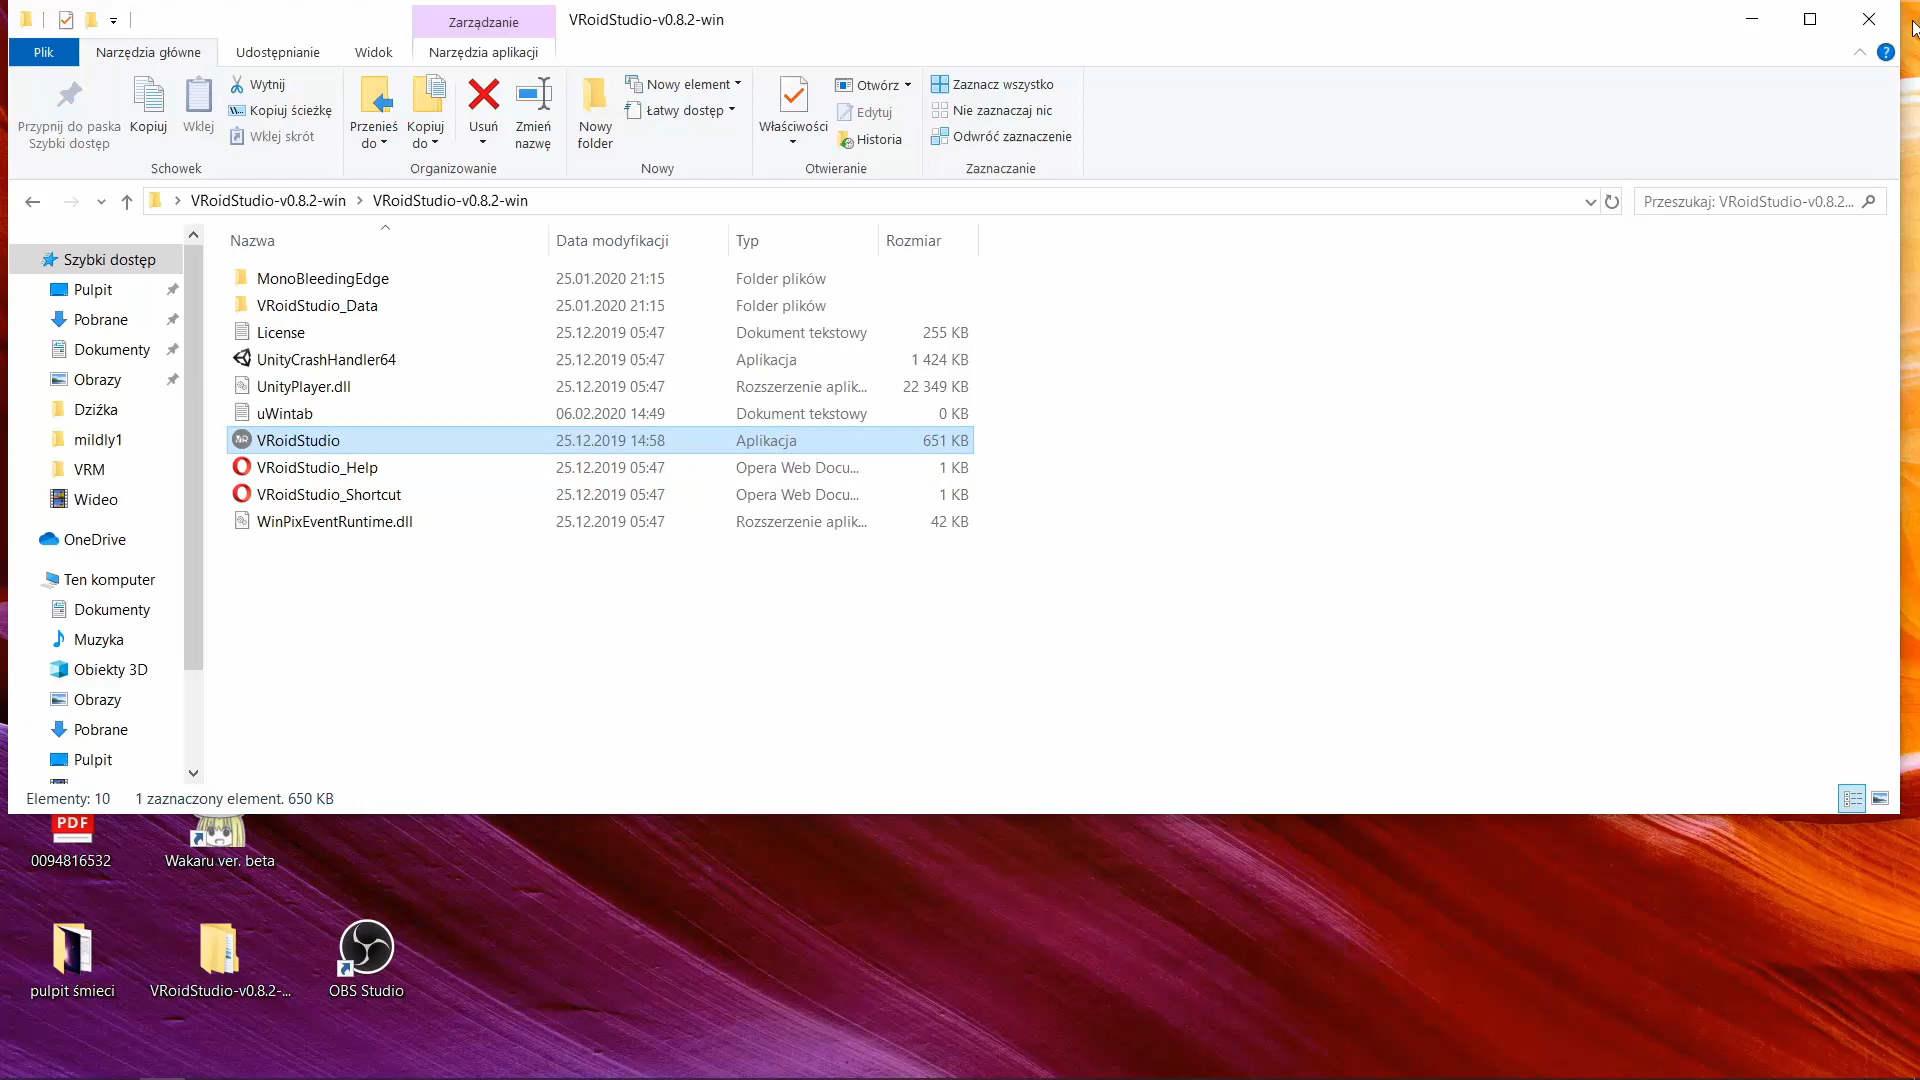 Zarządzanie
VRoidStudio-v0.8.2-win
Plik
Narzędzia główne
Udostępnianie
Widok
Narzędzia aplikacji
Przypnij do paska
Szybki dostęp
Kopiuj
Wklej
Wytnij
Kopiuj ścieżkę
Wklej skrót
Schowek
Przenieś
do
Kopiuj
do
Usuń
Zmień
nazwę
Organizowanie
Nowy
folder
Nowy element
Łatwy dostęp
Nowy
Właściwości
Otwórz
Edytuj
Historia
Otwieranie
Zaznacz wszystko
Nie zaznaczaj nic
Odwróć zaznaczenie
Zaznaczanie
VRoidStudio-v0.8.2-win > VRoidStudio-v0.8.2-win
Przeszukaj: VRoidStudio-v0.8.2...
Szybki dostęp
Pulpit
Pobrane
Dokumenty
Obrazy
Dziźka
mildly1
VRM
Wideo
OneDrive
Ten komputer
Dokumenty
Muzyka
Obiekty 3D
Obrazy
Pobrane
Pulpit
Nazwa Data modyfikacji Typ Rozmiar
MonoBleedingEdge 25.01.2020 21:15 Folder plików
VRoidStudio_Data 25.01.2020 21:15 Folder plików
License 25.12.2019 05:47 Dokument tekstowy 255 KB
UnityCrashHandler64 25.12.2019 05:47 Aplikacja 1 424 KB
UnityPlayer.dll 25.12.2019 05:47 Rozszerzenie aplik... 22 349 KB
uWintab 06.02.2020 14:49 Dokument tekstowy 0 KB
VRoidStudio 25.12.2019 14:58 Aplikacja 651 KB
VRoidStudio_Help 25.12.2019 05:47 Opera Web Docu... 1 KB
VRoidStudio_Shortcut 25.12.2019 05:47 Opera Web Docu... 1 KB
WinPixEventRuntime.dll 25.12.2019 05:47 Rozszerzenie aplik... 42 KB
Elementy: 10 1 zaznaczony element. 650 KB
PDF
0094816532
Wakaru ver. beta
pulpit śmieci
VRoidStudio-v0.8.2-...
OBS Studio